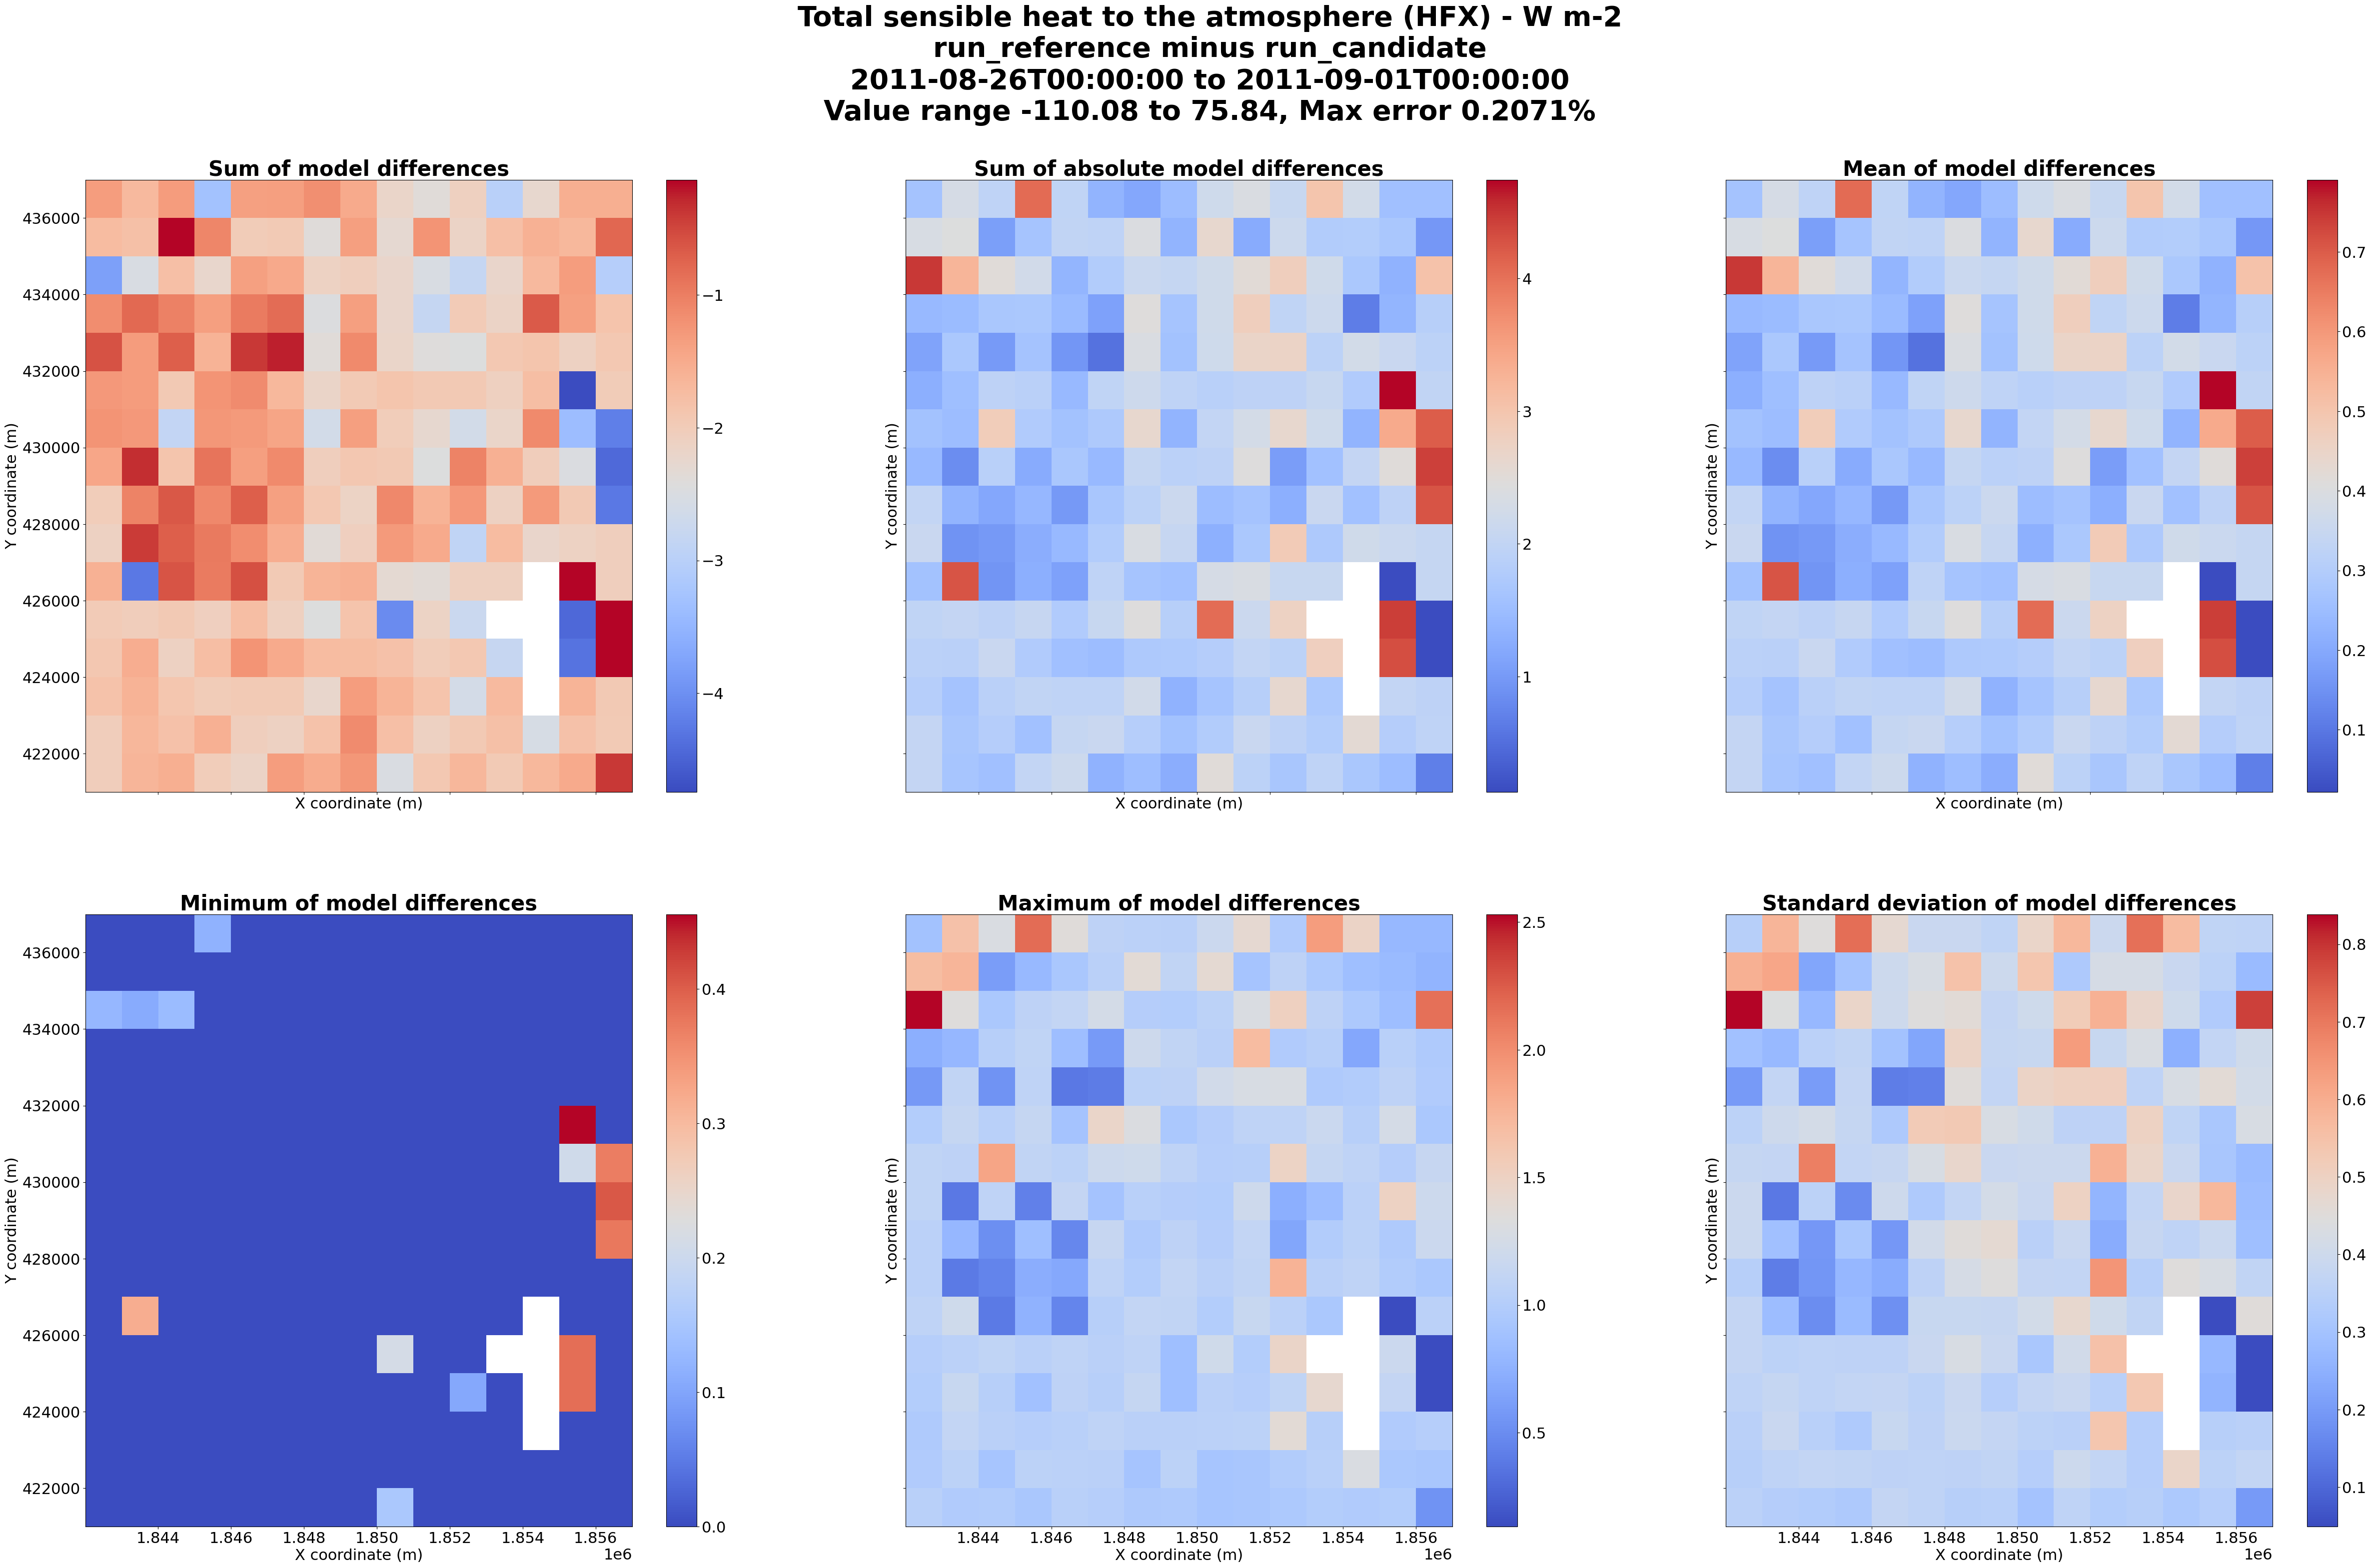 Total sensible heat to the atmosphere (HFX) - W m-2
run_reference minus run_candidate
2011-08-26T00:00:00 to 2011-09-01T00:00:00
Value range -110.08 to 75.84, Max error 0.2071%
Sum of model differences
Y coordinate (m)
436000
434000
432000
430000
428000
426000
424000
422000
X coordinate (m)
−1
−2
−3
−4
Sum of absolute model differences
Y coordinate (m)
X coordinate (m)
4
3
2
1
Mean of model differences
Y coordinate (m)
X coordinate (m)
0.7
0.6
0.5
0.4
0.3
0.2
0.1
Minimum of model differences
Y coordinate (m)
436000
434000
432000
430000
428000
426000
424000
422000
1.844 1.846 1.848 1.850 1.852 1.854 1.856
X coordinate (m)
1e6
0.4
0.3
0.2
0.1
0.0
Maximum of model differences
Y coordinate (m)
1.844 1.846 1.848 1.850 1.852 1.854 1.856
X coordinate (m)
1e6
2.5
2.0
1.5
1.0
0.5
Standard deviation of model differences
Y coordinate (m)
1.844 1.846 1.848 1.850 1.852 1.854 1.856
X coordinate (m)
1e6
0.8
0.7
0.6
0.5
0.4
0.3
0.2
0.1